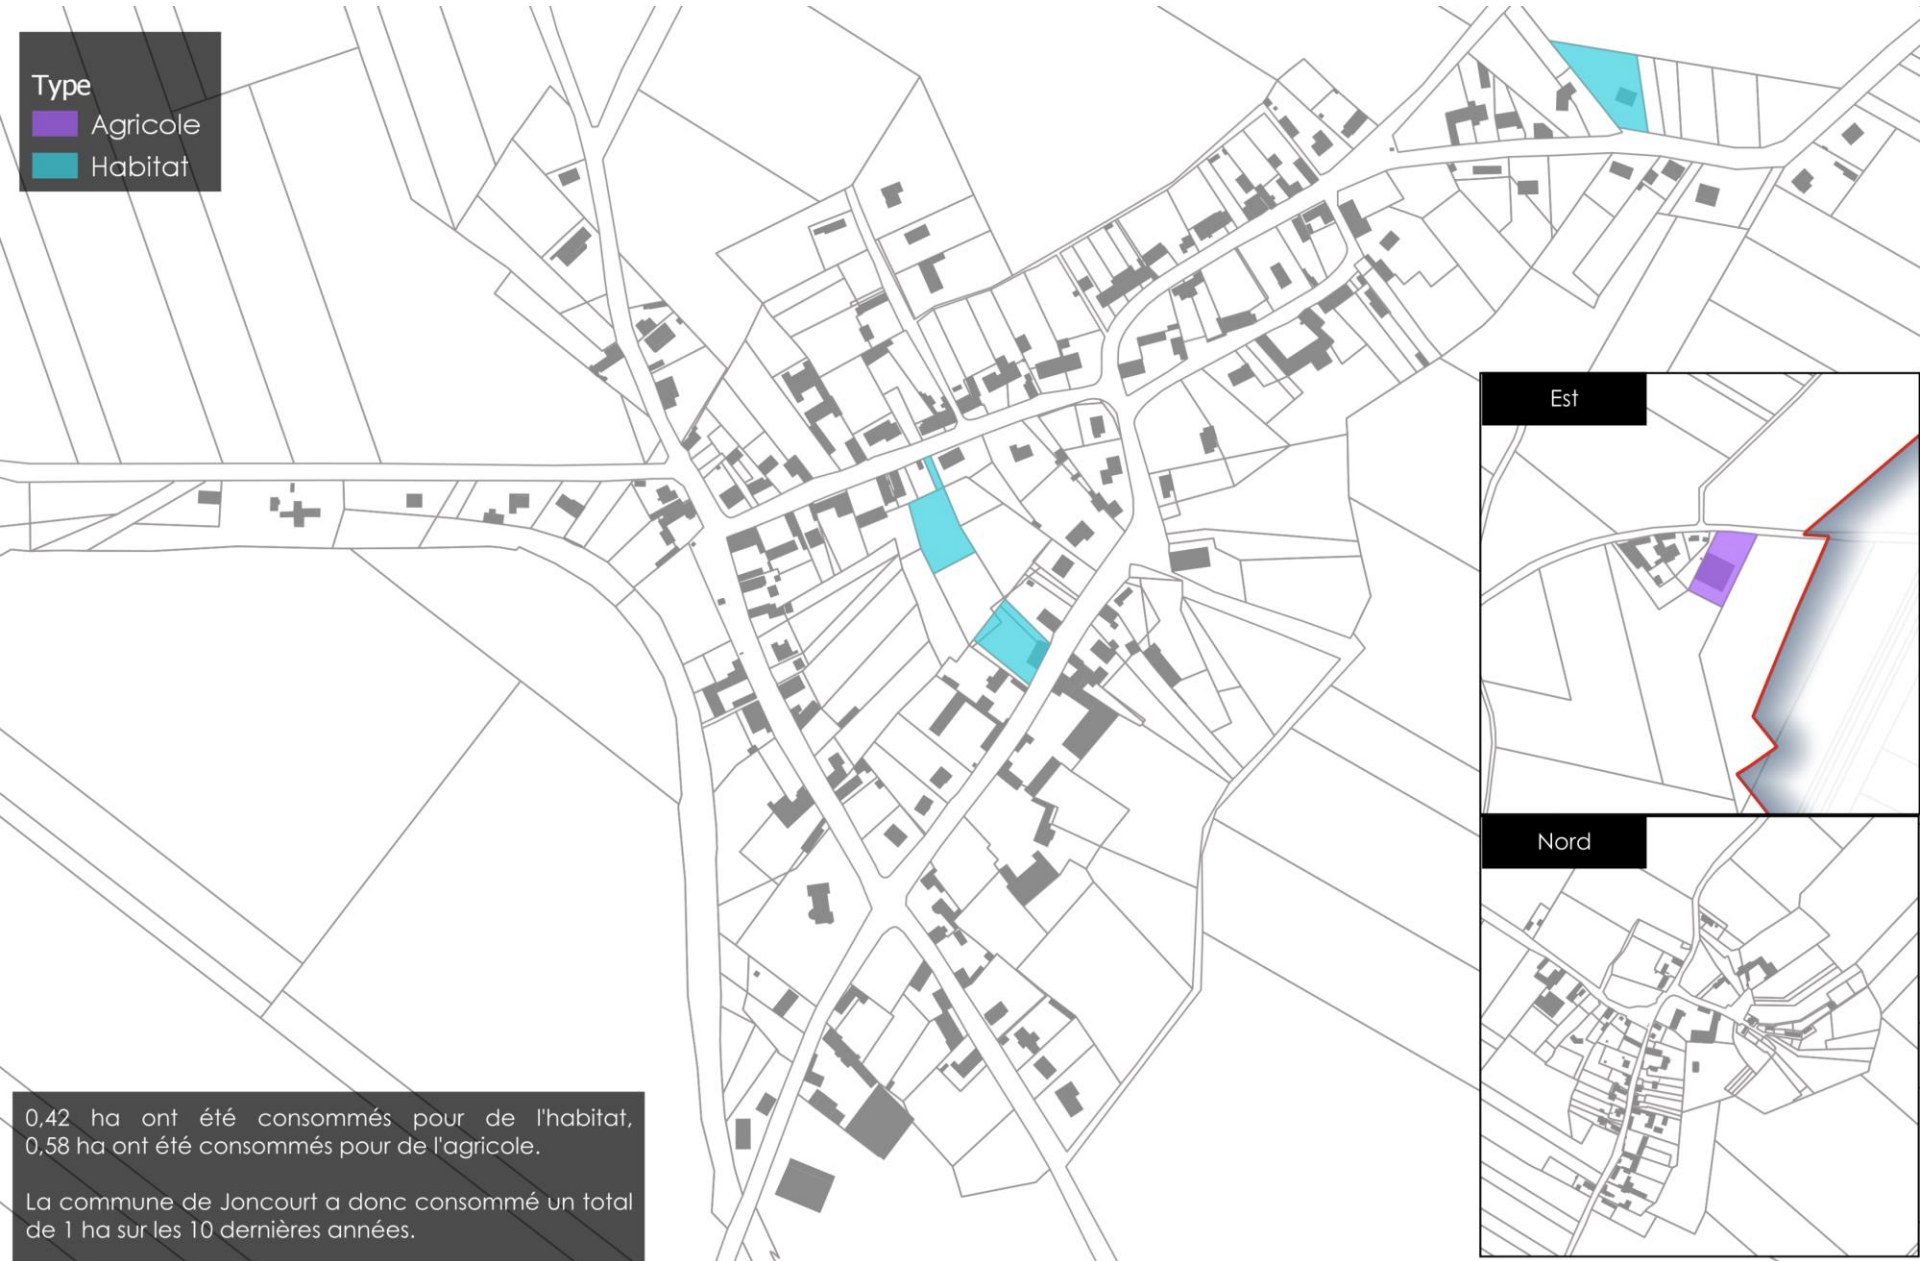 Type
Agricole
Habitat
Est
Nord
0,42 ha ont été consommés pour de l'habitat,
0,58 ha ont été consommés pour de l'agricole.
La commune de Joncourt a donc consommé un total
de 1 ha sur les 10 dernières années.